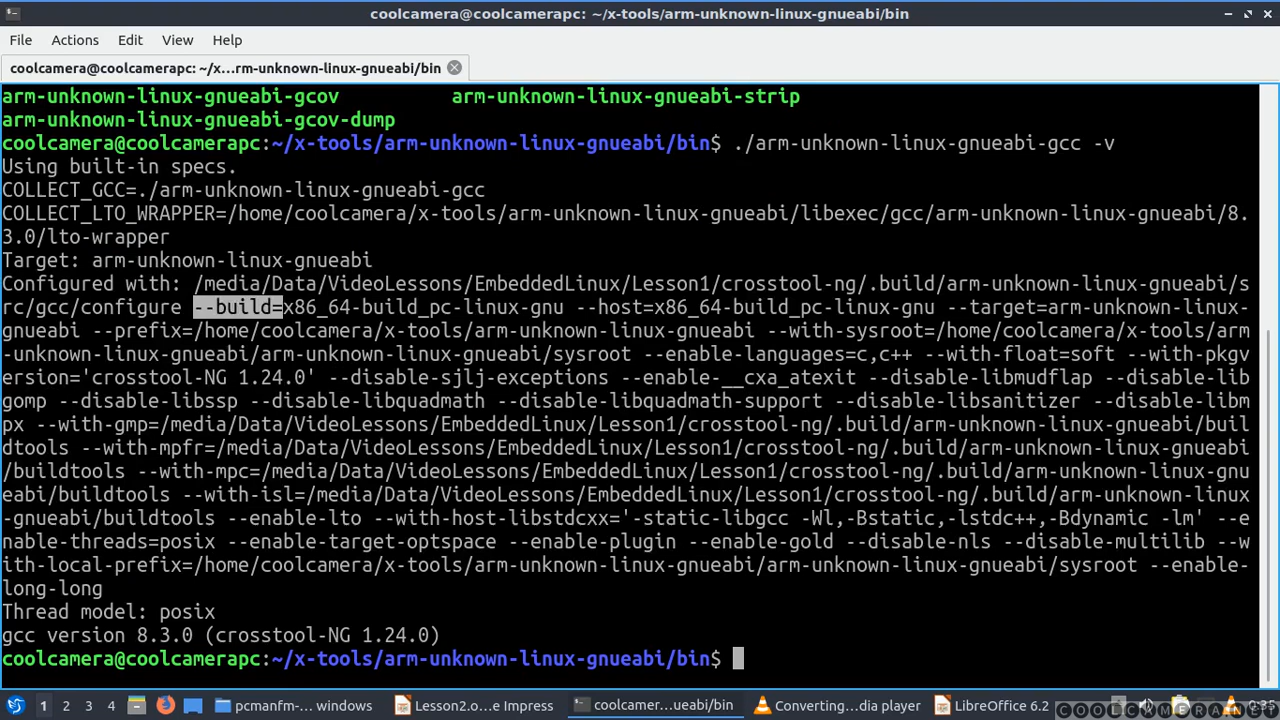 coolcamera@coolcamerapc: ~/x-tools/arm-unknown-linux-gnueabi/bin
File Actions Edit View Help
coolcamera@coolcamerapc: ~/x...rm-unknown-linux-gnueabi/bin
arm-unknown-linux-gnueabi-gcov arm-unknown-linux-gnueabi-strip
arm-unknown-linux-gnueabi-gcov-dump
coolcamera@coolcamerapc:~/x-tools/arm-unknown-linux-gnueabi/bin$ ./arm-unknown-linux-gnueabi-gcc -v
Using built-in specs.
COLLECT_GCC=./arm-unknown-linux-gnueabi-gcc
COLLECT_LTO_WRAPPER=/home/coolcamera/x-tools/arm-unknown-linux-gnueabi/libexec/gcc/arm-unknown-linux-gnueabi/8.
3.0/lto-wrapper
Target: arm-unknown-linux-gnueabi
Configured with: /media/Data/VideoLessons/EmbeddedLinux/Lesson1/crosstool-ng/.build/arm-unknown-linux-gnueabi/s
rc/gcc/configure --build=x86_64-build_pc-linux-gnu --host=x86_64-build_pc-linux-gnu --target=arm-unknown-linux-
gnueabi --prefix=/home/coolcamera/x-tools/arm-unknown-linux-gnueabi --with-sysroot=/home/coolcamera/x-tools/arm
-unknown-linux-gnueabi/arm-unknown-linux-gnueabi/sysroot --enable-languages=c,c++ --with-float=soft --with-pkgv
ersion='crosstool-NG 1.24.0' --disable-sjlj-exceptions --enable-__cxa_atexit --disable-libmudflap --disable-lib
gomp --disable-libssp --disable-libquadmath --disable-libquadmath-support --disable-libsanitizer --disable-libm
px --with-gmp=/media/Data/VideoLessons/EmbeddedLinux/Lesson1/crosstool-ng/.build/arm-unknown-linux-gnueabi/buil
dtools --with-mpfr=/media/Data/VideoLessons/EmbeddedLinux/Lesson1/crosstool-ng/.build/arm-unknown-linux-gnueabi
/buildtools --with-mpc=/media/Data/VideoLessons/EmbeddedLinux/Lesson1/crosstool-ng/.build/arm-unknown-linux-gnu
eabi/buildtools --with-isl=/media/Data/VideoLessons/EmbeddedLinux/Lesson1/crosstool-ng/.build/arm-unknown-linux
-gnueabi/buildtools --enable-lto --with-host-libstdcxx='-static-libgcc -Wl,-Bstatic,-lstdc++,-Bdynamic -lm' --e
nable-threads=posix --enable-target-optspace --enable-plugin --enable-gold --disable-nls --disable-multilib --w
ith-local-prefix=/home/coolcamera/x-tools/arm-unknown-linux-gnueabi/arm-unknown-linux-gnueabi/sysroot --enable-
long-long
Thread model: posix
gcc version 8.3.0 (crosstool-NG 1.24.0)
coolcamera@coolcamerapc:~/x-tools/arm-unknown-linux-gnueabi/bin$
1 2 3 4 pcmanfm-... windows Lesson2.o...e Impress coolcamer...ueabi/bin Converting...dia player LibreOffice 6.2 0:35
COOLCAMERA.NET